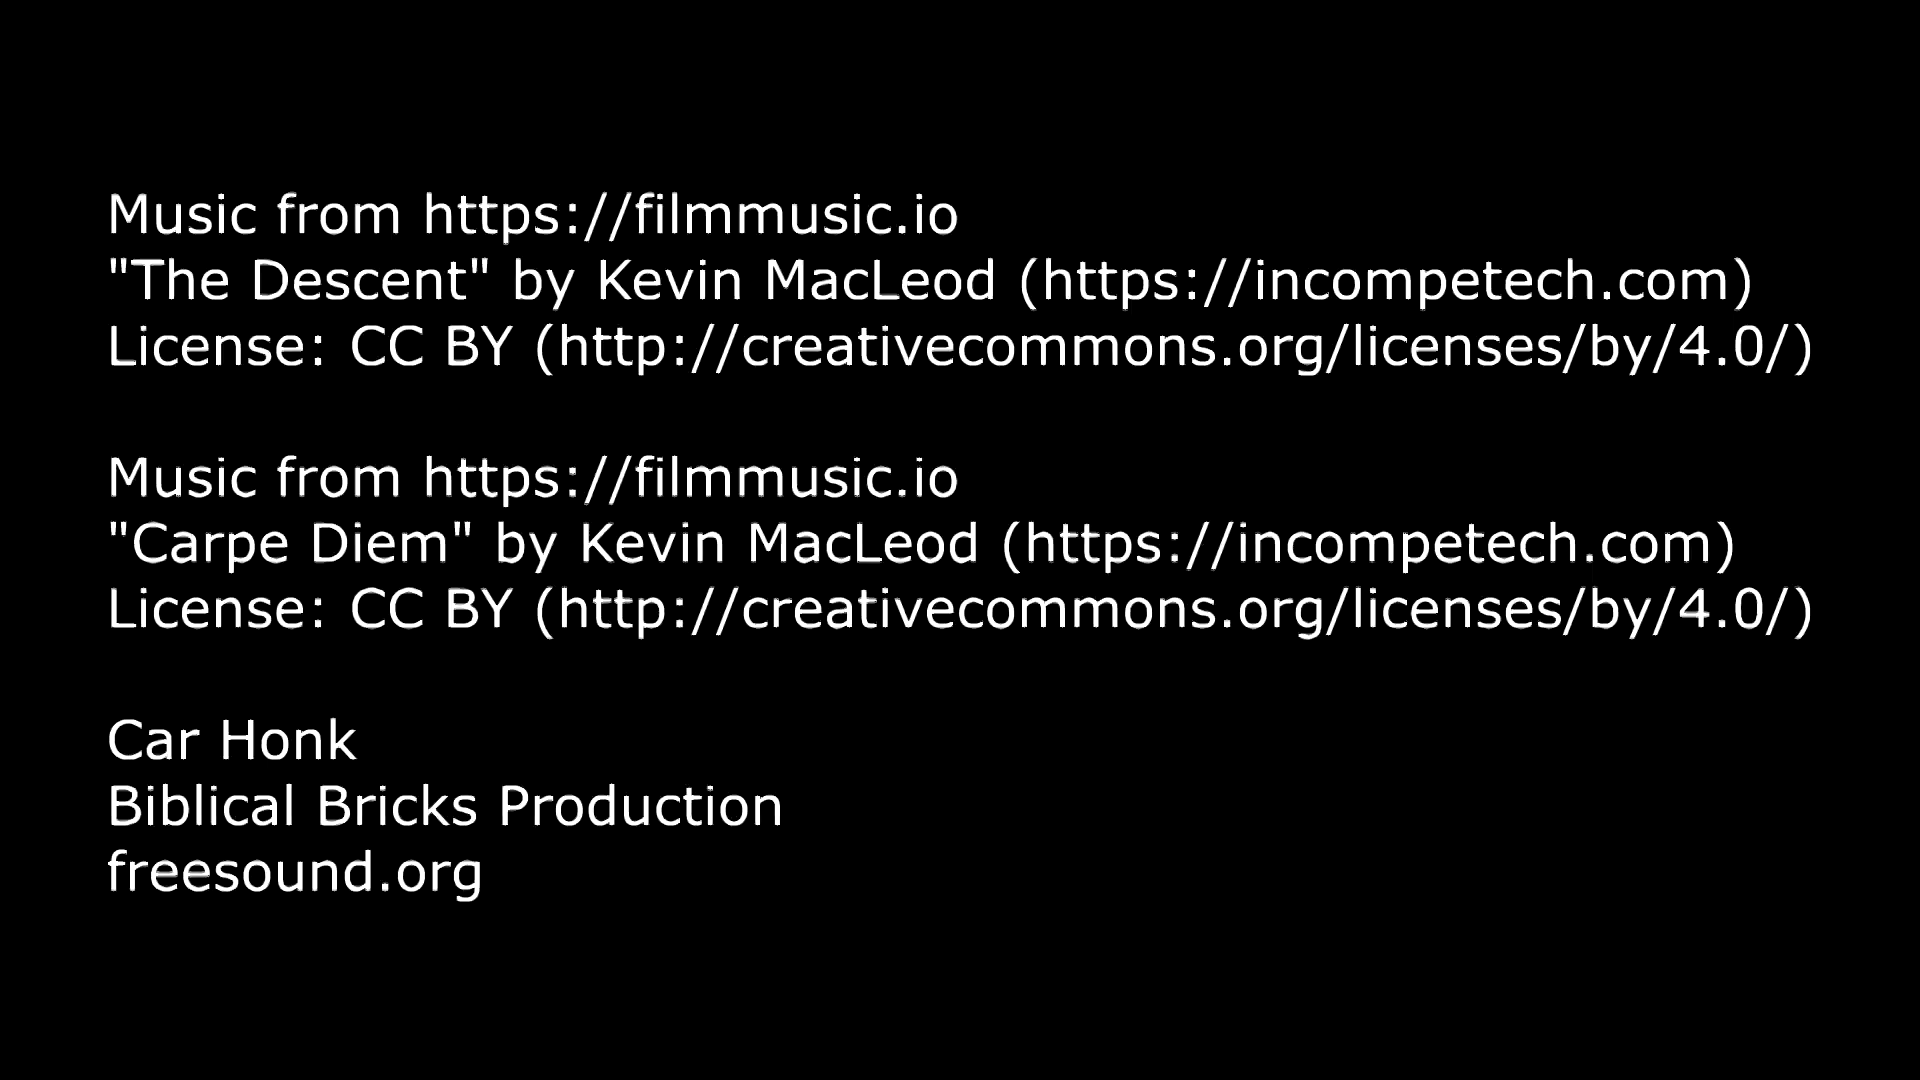 Music from https://filmmusic.io
"The Descent" by Kevin MacLeod (https://incompetech.com)
License: CC BY (http://creativecommons.org/licenses/by/4.0/)
Music from https://filmmusic.io
"Carpe Diem" by Kevin MacLeod (https://incompetech.com)
License: CC BY (http://creativecommons.org/licenses/by/4.0/)
Car Honk
Biblical Bricks Production
freesound.org